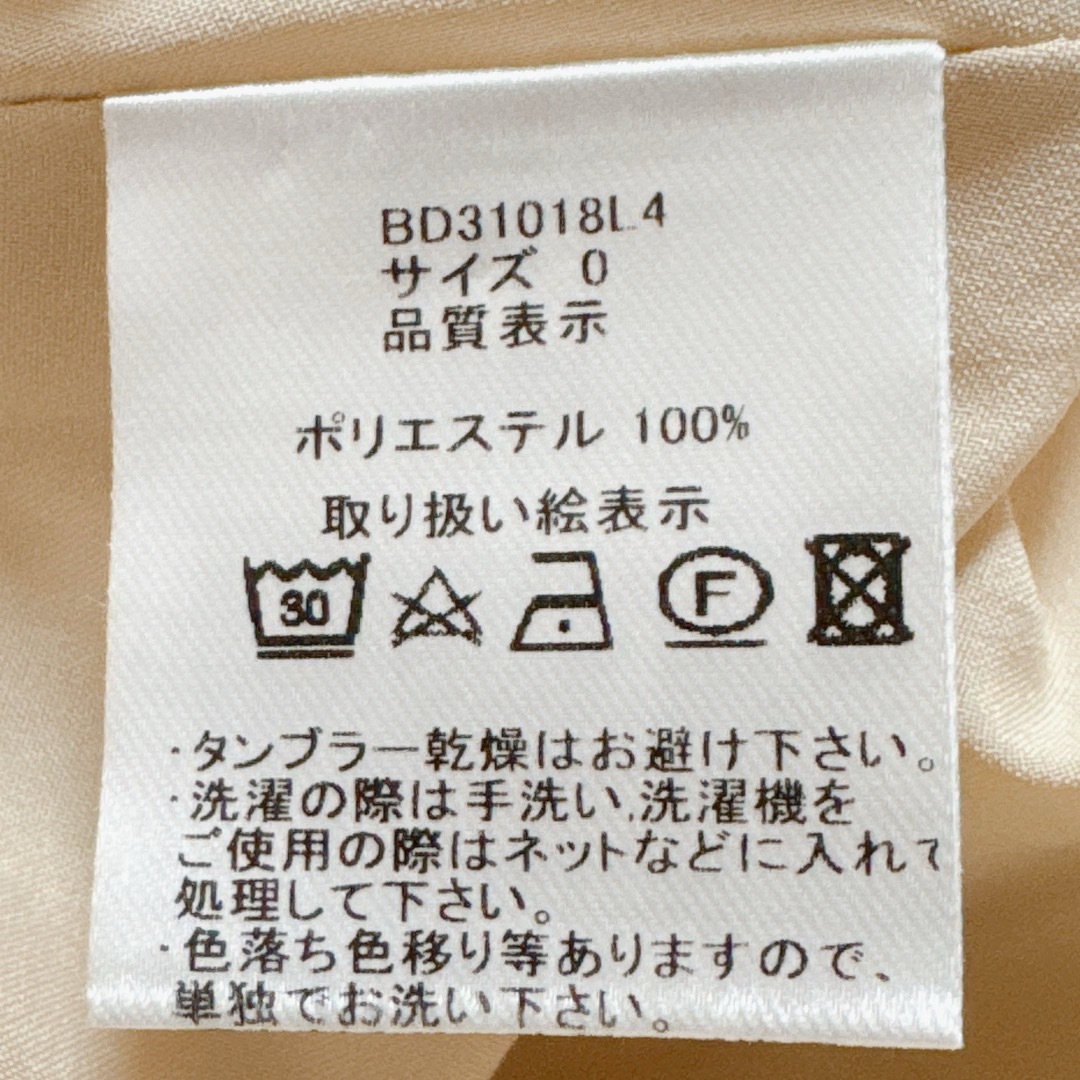 BD31018L4
サイズ 0
品質表示
ポリエステル 100%
取り扱い絵表示
30 F
・タンブラー乾燥はお避け下さい。
・洗濯の際は手洗い、洗濯機を
ご使用の際はネットなどに入れて
処理して下さい。
・色落ち色移り等ありますので、
単独でお洗い下さい。